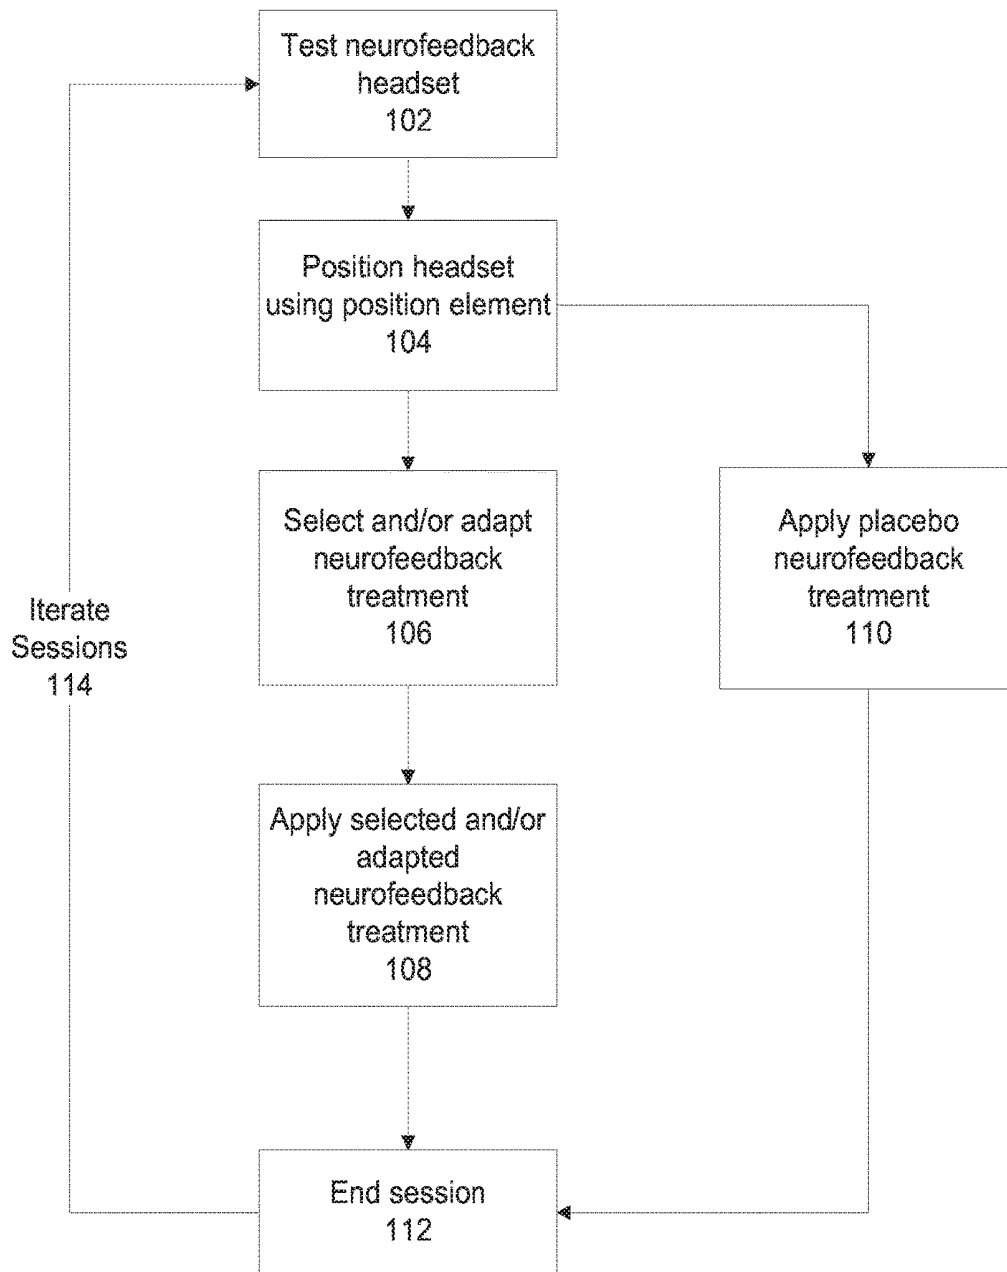 Test neurofeedback
headset
102
Position headset
using position element
104
Select and/or adapt
neurofeedback
treatment
106
Apply placebo
neurofeedback
treatment
110
Iterate
Sessions
114
Apply selected and/or
adapted
neurofeedback
treatment
108
End session
112